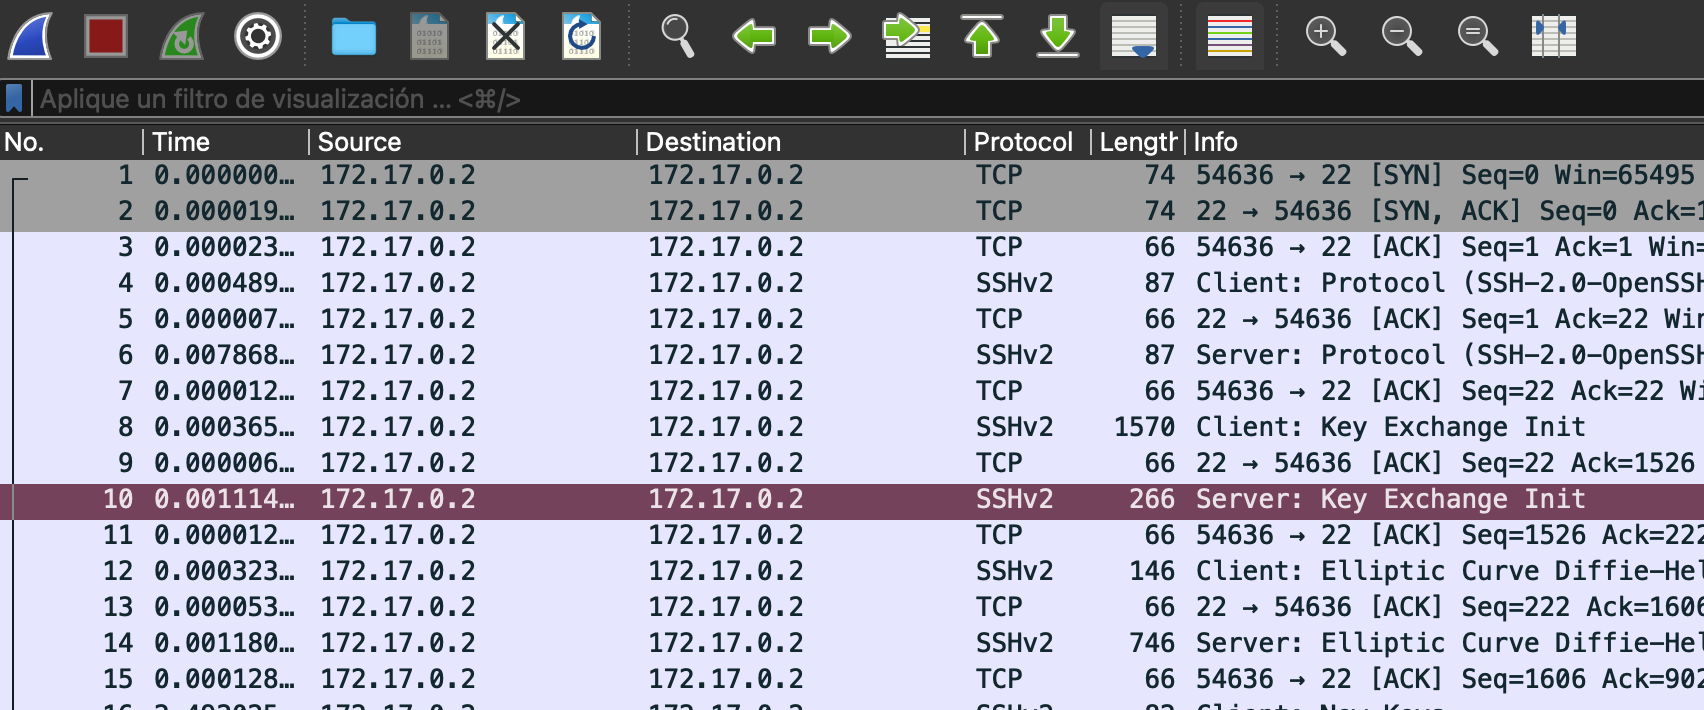 Aplique un filtro de visualización ... <⌘/>
No. Time Source Destination Protocol Length Info
1 0.000000… 172.17.0.2 172.17.0.2 TCP 74 54636 → 22 [SYN] Seq=0 Win=65495
2 0.000019… 172.17.0.2 172.17.0.2 TCP 74 22 → 54636 [SYN, ACK] Seq=0 Ack=1
3 0.000023… 172.17.0.2 172.17.0.2 TCP 66 54636 → 22 [ACK] Seq=1 Ack=1 Win=
4 0.000489… 172.17.0.2 172.17.0.2 SSHv2 87 Client: Protocol (SSH-2.0-OpenSSH
5 0.000007… 172.17.0.2 172.17.0.2 TCP 66 22 → 54636 [ACK] Seq=1 Ack=22 Win
6 0.007868… 172.17.0.2 172.17.0.2 SSHv2 87 Server: Protocol (SSH-2.0-OpenSSH
7 0.000012… 172.17.0.2 172.17.0.2 TCP 66 54636 → 22 [ACK] Seq=22 Ack=22 Wi
8 0.000365… 172.17.0.2 172.17.0.2 SSHv2 1570 Client: Key Exchange Init
9 0.000006… 172.17.0.2 172.17.0.2 TCP 66 22 → 54636 [ACK] Seq=22 Ack=1526
10 0.001114… 172.17.0.2 172.17.0.2 SSHv2 266 Server: Key Exchange Init
11 0.000012… 172.17.0.2 172.17.0.2 TCP 66 54636 → 22 [ACK] Seq=1526 Ack=222
12 0.000323… 172.17.0.2 172.17.0.2 SSHv2 146 Client: Elliptic Curve Diffie-Hel
13 0.000053… 172.17.0.2 172.17.0.2 TCP 66 22 → 54636 [ACK] Seq=222 Ack=1606
14 0.001180… 172.17.0.2 172.17.0.2 SSHv2 746 Server: Elliptic Curve Diffie-Hel
15 0.000128… 172.17.0.2 172.17.0.2 TCP 66 54636 → 22 [ACK] Seq=1606 Ack=902